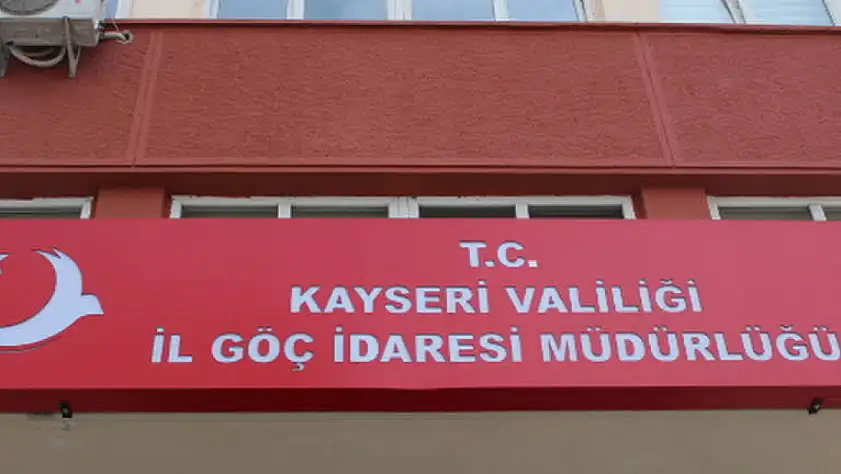 T.C.
KAYSERİ VALİLİĞİ
İL GÖÇ İDARESİ MÜDÜRLÜĞÜ